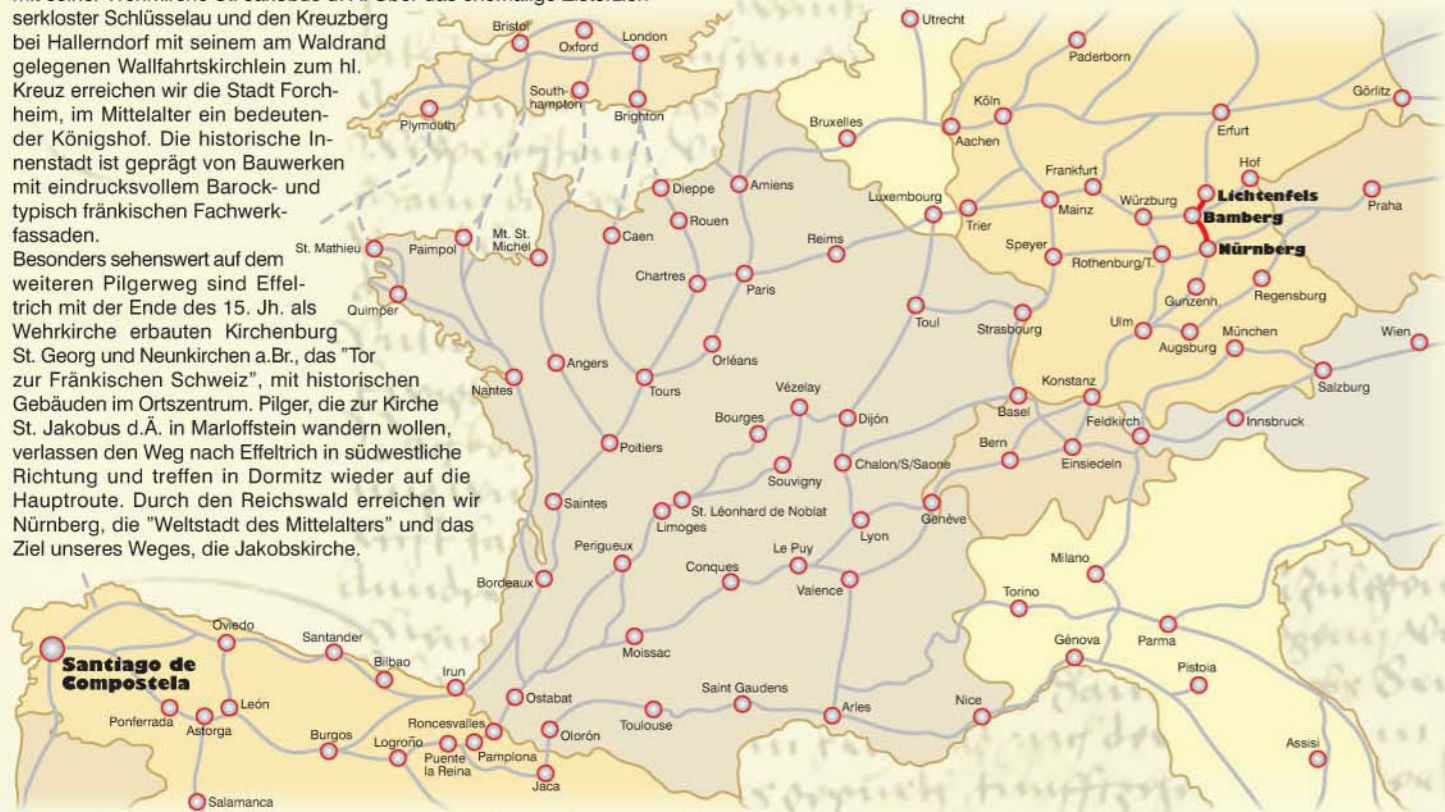 serkloster Schlüsselau und den Kreuzberg
bei Hallerndorf mit seinem am Waldrand
gelegenen Wallfahrtskirchlein zum hl.
Kreuz erreichen wir die Stadt Forch-
heim, im Mittelalter ein bedeuten-
der Königshof. Die historische In-
nenstadt ist geprägt von Bauwerken
mit eindrucksvollem Barock- und
typisch fränkischen Fachwerk-
fassaden.
Besonders sehenswert auf dem
weiteren Pilgerweg sind Effel-
trich mit der Ende des 15. Jh. als
Wehrkirche erbauten Kirchenburg
St. Georg und Neunkirchen a.Br., das "Tor
zur Fränkischen Schweiz", mit historischen
Gebäuden im Ortszentrum. Pilger, die zur Kirche
St. Jakobus d.Ä. in Marloffstein wandern wollen,
verlassen den Weg nach Effeltrich in südwestliche
Richtung und treffen in Dormitz wieder auf die
Hauptroute. Durch den Reichswald erreichen wir
Nürnberg, die "Weltstadt des Mittelalters" und das
Ziel unseres Weges, die Jakobskirche.
Utrecht
Bristol
Oxford
London
Paderborn
South-
hampton
Plymouth
Brighton
Bruxelles
Köln
Aachen
Erfurt
Görlitz
Frankfurt
Hof
Dieppe
Amiens
Luxembourg
Trier
Mainz
Würzburg
Lichtenfels
Bamberg
Praha
Rouen
Caen
St. Mathieu
Paimpol
Mt. St.
Michel
Reims
Speyer
Rothenburg/T.
Nürnberg
Chartres
Paris
Gunzenh.
Regensburg
Quimper
Toul
Strasbourg
Ulm
Augsburg
München
Wien
Angers
Orléans
Nantes
Tours
Vézelay
Dijón
Konstanz
Salzburg
Bourges
Basel
Feldkirch
Innsbruck
Poitiers
Bern
Einsiedeln
Souvigny
Chalon/S/Saone
Saintes
St. Léonhard de Noblat
Limoges
Genève
Lyon
Perigueux
Le Puy
Conques
Valence
Milano
Bordeaux
Torino
Oviedo
Santander
Moissac
Génova
Parma
Santiago de
Compostela
Bilbao
Irun
Pistoia
Ostabat
Saint Gaudens
Nice
Ponferrada
Astorga
León
Roncesvalles
Toulouse
Arles
Burgos
Logroño
Puente
la Reina
Pamplona
Olorón
Assisi
Jaca
Salamanca